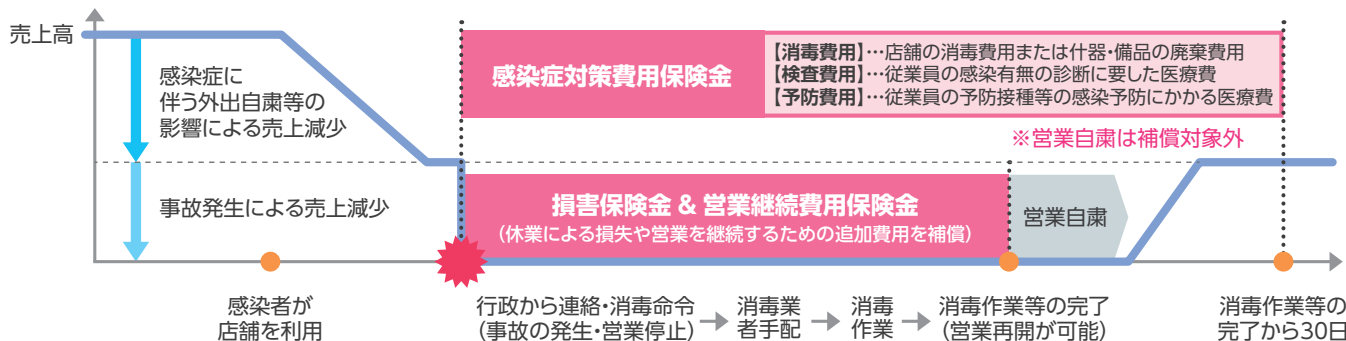 売上高
感染症に
伴う外出自粛等の
影響による売上減少
事故発生による売上減少
感染症対策費用保険金
【消毒費用】…店舗の消毒費用または什器・備品の廃棄費用
【検査費用】…従業員の感染有無の診断に要した医療費
【予防費用】…従業員の予防接種等の感染予防にかかる医療費
※営業自粛は補償対象外
損害保険金 & 営業継続費用保険金
(休業による損失や営業を継続するための追加費用を補償)
営業自粛
感染者が
店舗を利用
行政から連絡・消毒命令
(事故の発生・営業停止)
消毒業
者手配
消毒
作業
消毒作業等の完了
(営業再開が可能)
消毒作業等の
完了から30日